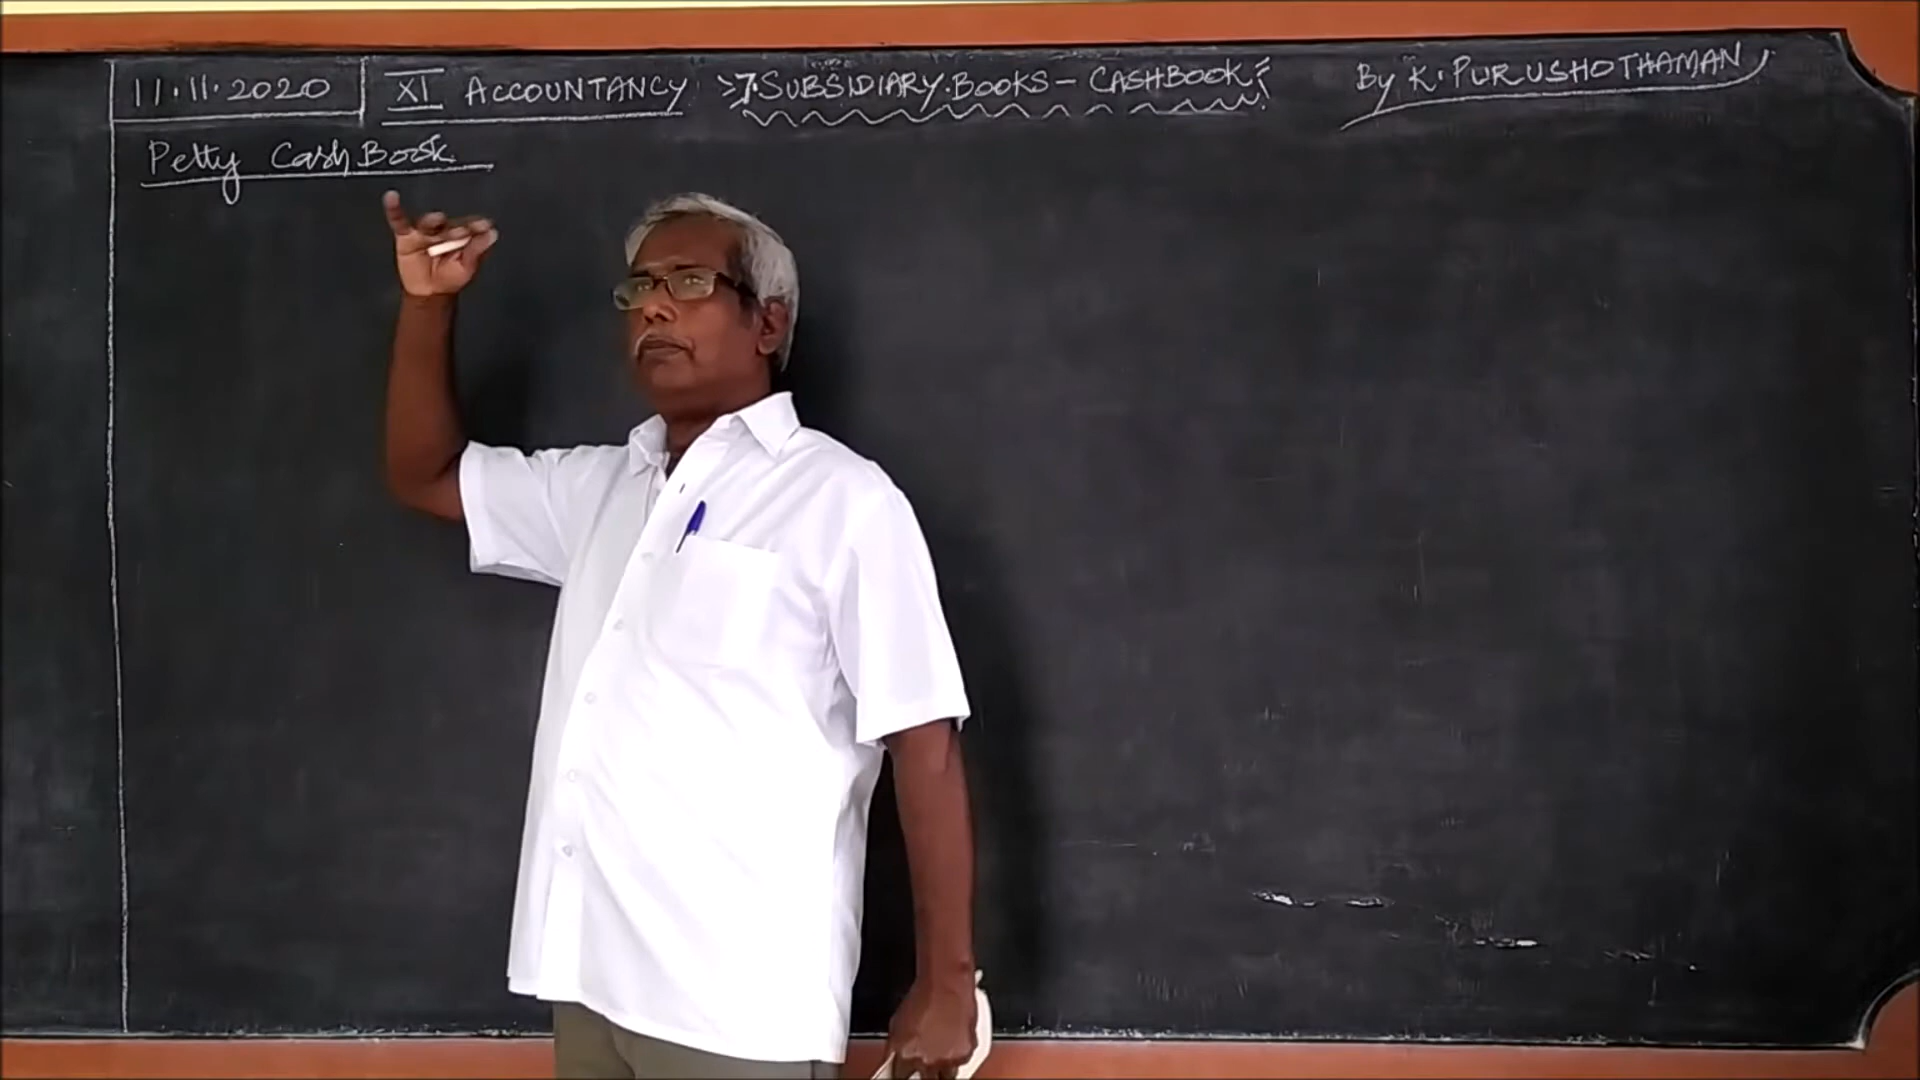 11.11.2020 XI ACCOUNTANCY 7. SUBSIDIARY BOOKS - CASHBOOK By K. PURUSHOTHAMAN
Petty Cash Book